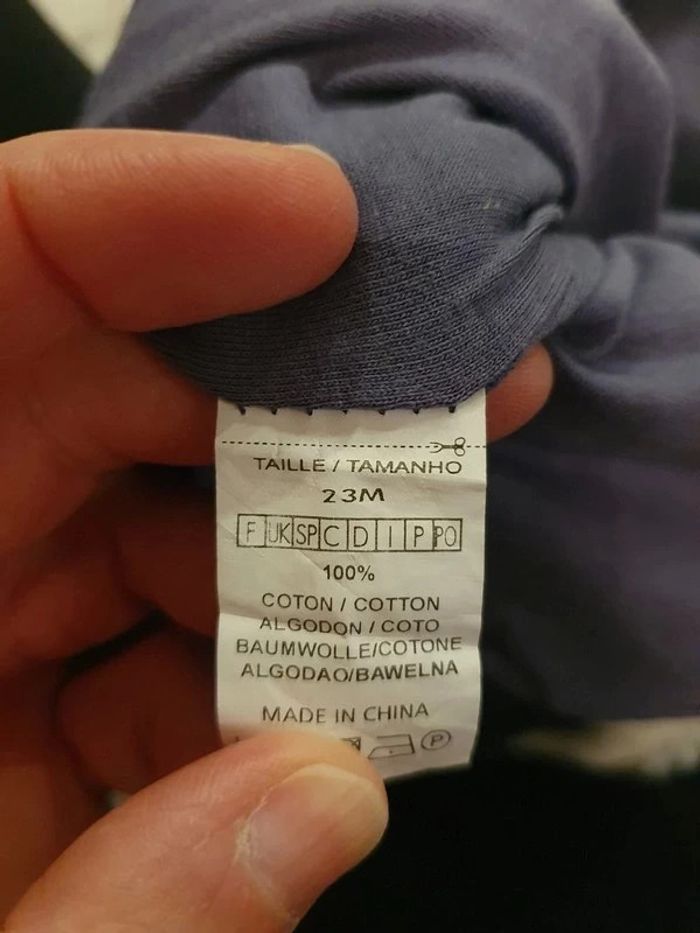 TAILLE / TAMANHO
23M
F UK SP C D I P PO
100%
COTON / COTTON
ALGODON / COTO
BAUMWOLLE/COTONE
ALGODAO/BAWELNA
MADE IN CHINA
P